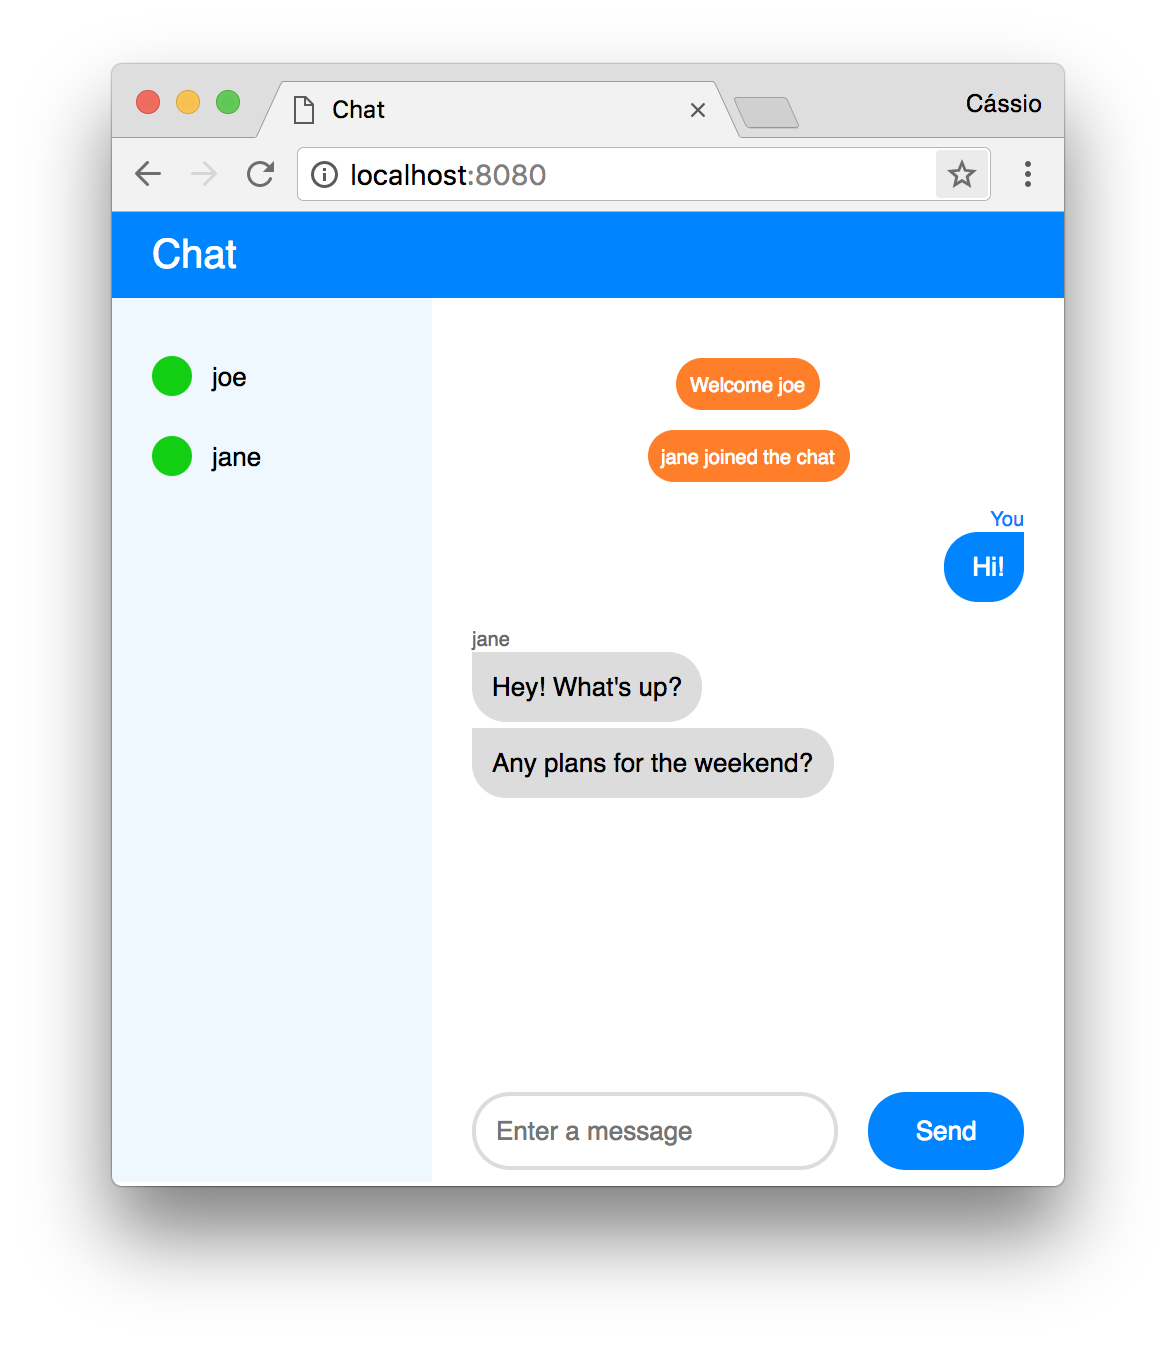 Chat
Cássio
localhost:8080
Chat
joe
jane
Welcome joe
jane joined the chat
You
Hi!
jane
Hey! What's up?
Any plans for the weekend?
Enter a message
Send